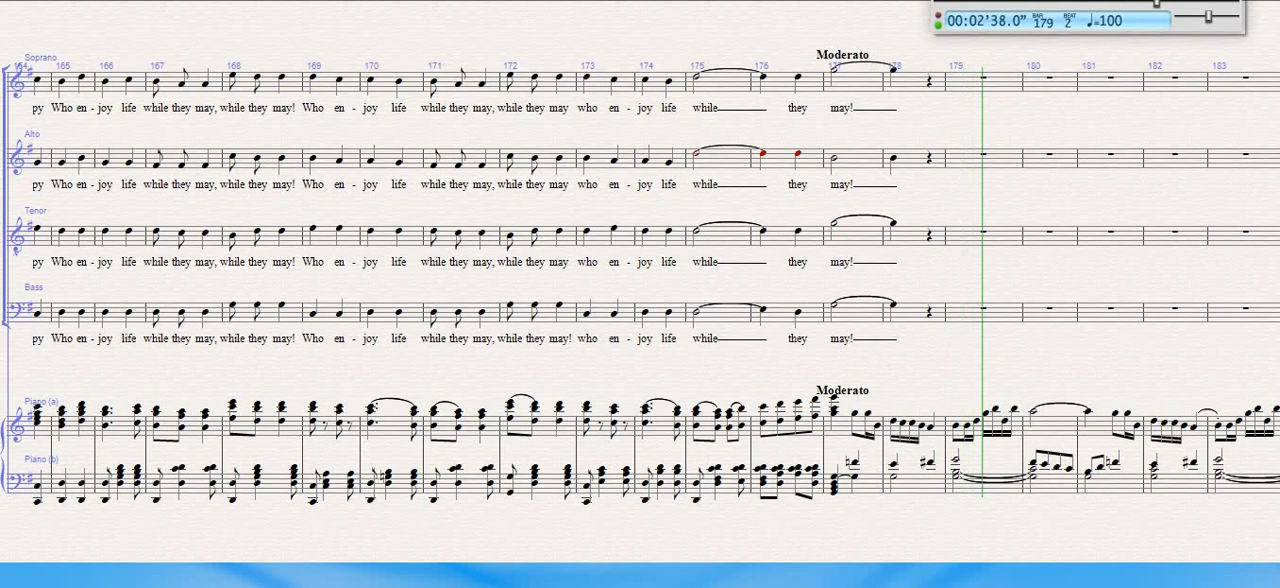 00:02'38.0" BAR 179 BEAT 2 ♩=100
Moderato
Soprano
164 165 166 167 168 169 170 171 172 173 174 175 176 177 178 179 180 181 182 183
py Who en - joy life while they may, while they may! Who en - joy life while they may, while they may who en - joy life while they may!
Alto
py Who en - joy life while they may, while they may! Who en - joy life while they may, while they may who en - joy life while they may!
Tenor
py Who en - joy life while they may, while they may! Who en - joy life while they may, while they may who en - joy life while they may!
Bass
py Who en - joy life while they may, while they may! Who en - joy life while they may, while they may! who en - joy life while they may!
Moderato
Piano (a)
Piano (b)